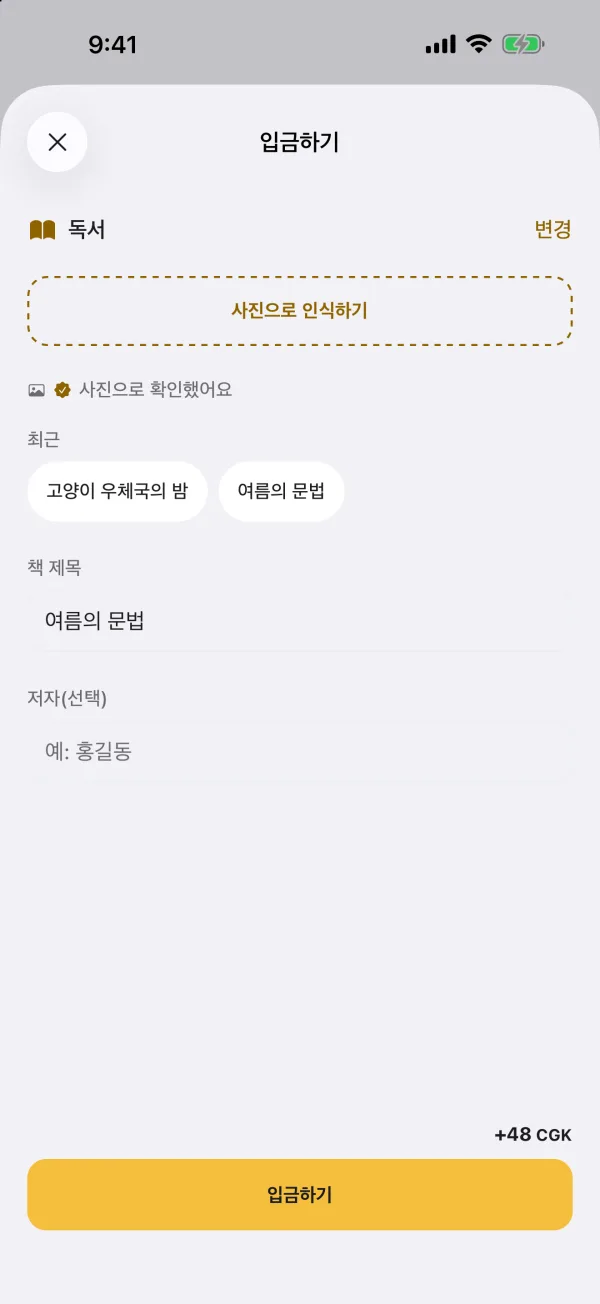 9:41
입금하기
독서
변경
사진으로 인식하기
사진으로 확인했어요
최근
고양이 우체국의 밤
여름의 문법
책 제목
여름의 문법
저자(선택)
예: 홍길동
+48 CGK
입금하기